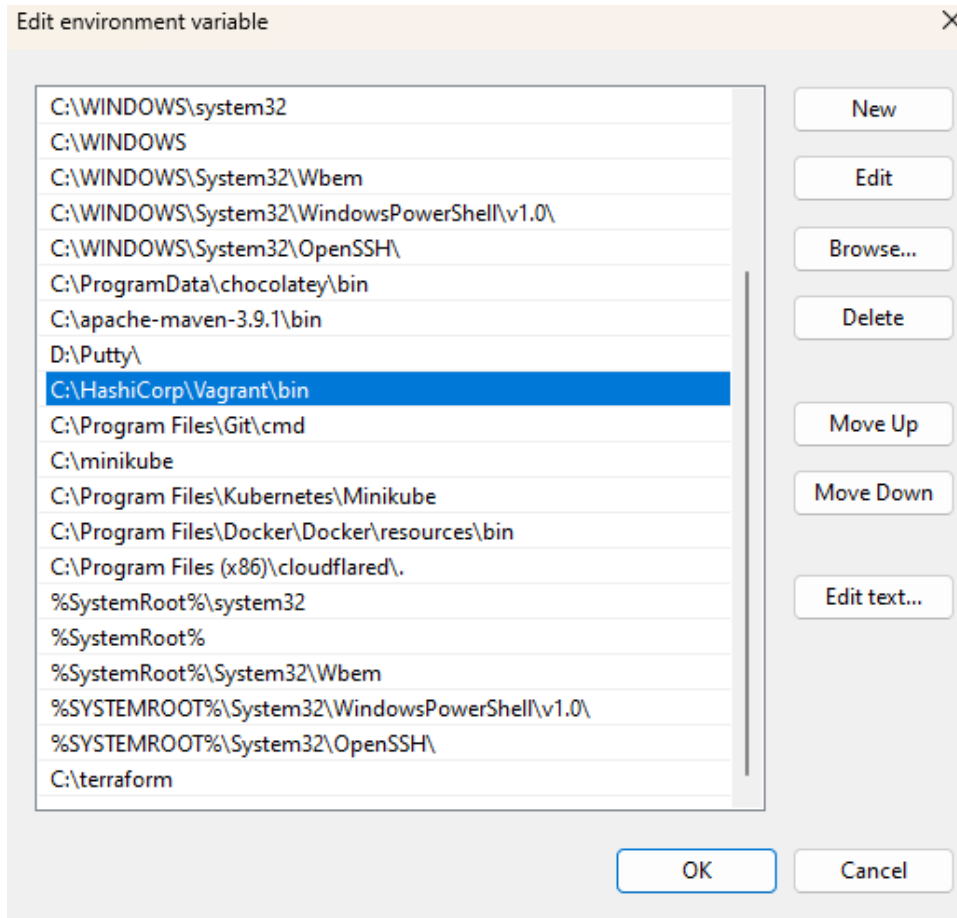 Edit environment variable
C:\WINDOWS\system32
C:\WINDOWS
C:\WINDOWS\System32\Wbem
C:\WINDOWS\System32\WindowsPowerShell\v1.0\
C:\WINDOWS\System32\OpenSSH\
C:\ProgramData\chocolatey\bin
C:\apache-maven-3.9.1\bin
D:\Putty\
C:\HashiCorp\Vagrant\bin
C:\Program Files\Git\cmd
C:\minikube
C:\Program Files\Kubernetes\Minikube
C:\Program Files\Docker\Docker\resources\bin
C:\Program Files (x86)\cloudflared\.
%SystemRoot%\system32
%SystemRoot%
%SystemRoot%\System32\Wbem
%SYSTEMROOT%\System32\WindowsPowerShell\v1.0\
%SYSTEMROOT%\System32\OpenSSH\
C:\terraform
New
Edit
Browse...
Delete
Move Up
Move Down
Edit text...
OK
Cancel